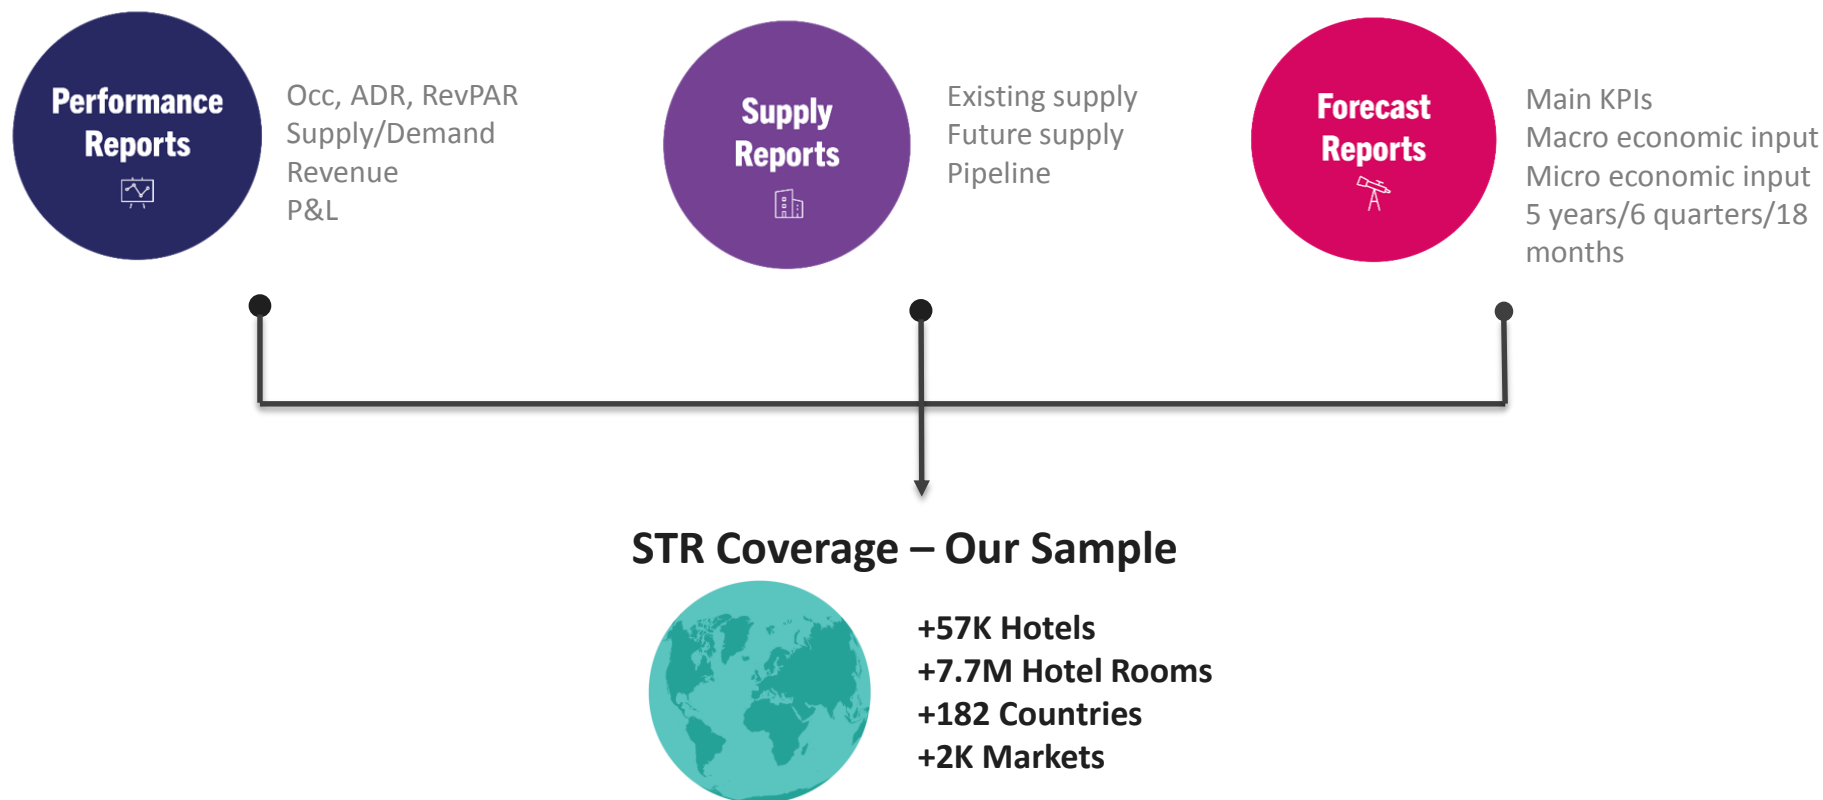 Performance
Reports
Occ, ADR, RevPAR
Supply/Demand
Revenue
P&L
Supply
Reports
Existing supply
Future supply
Pipeline
Forecast
Reports
Main KPIs
Macro economic input
Micro economic input
5 years/6 quarters/18
months
STR Coverage – Our Sample
+57K Hotels
+7.7M Hotel Rooms
+182 Countries
+2K Markets